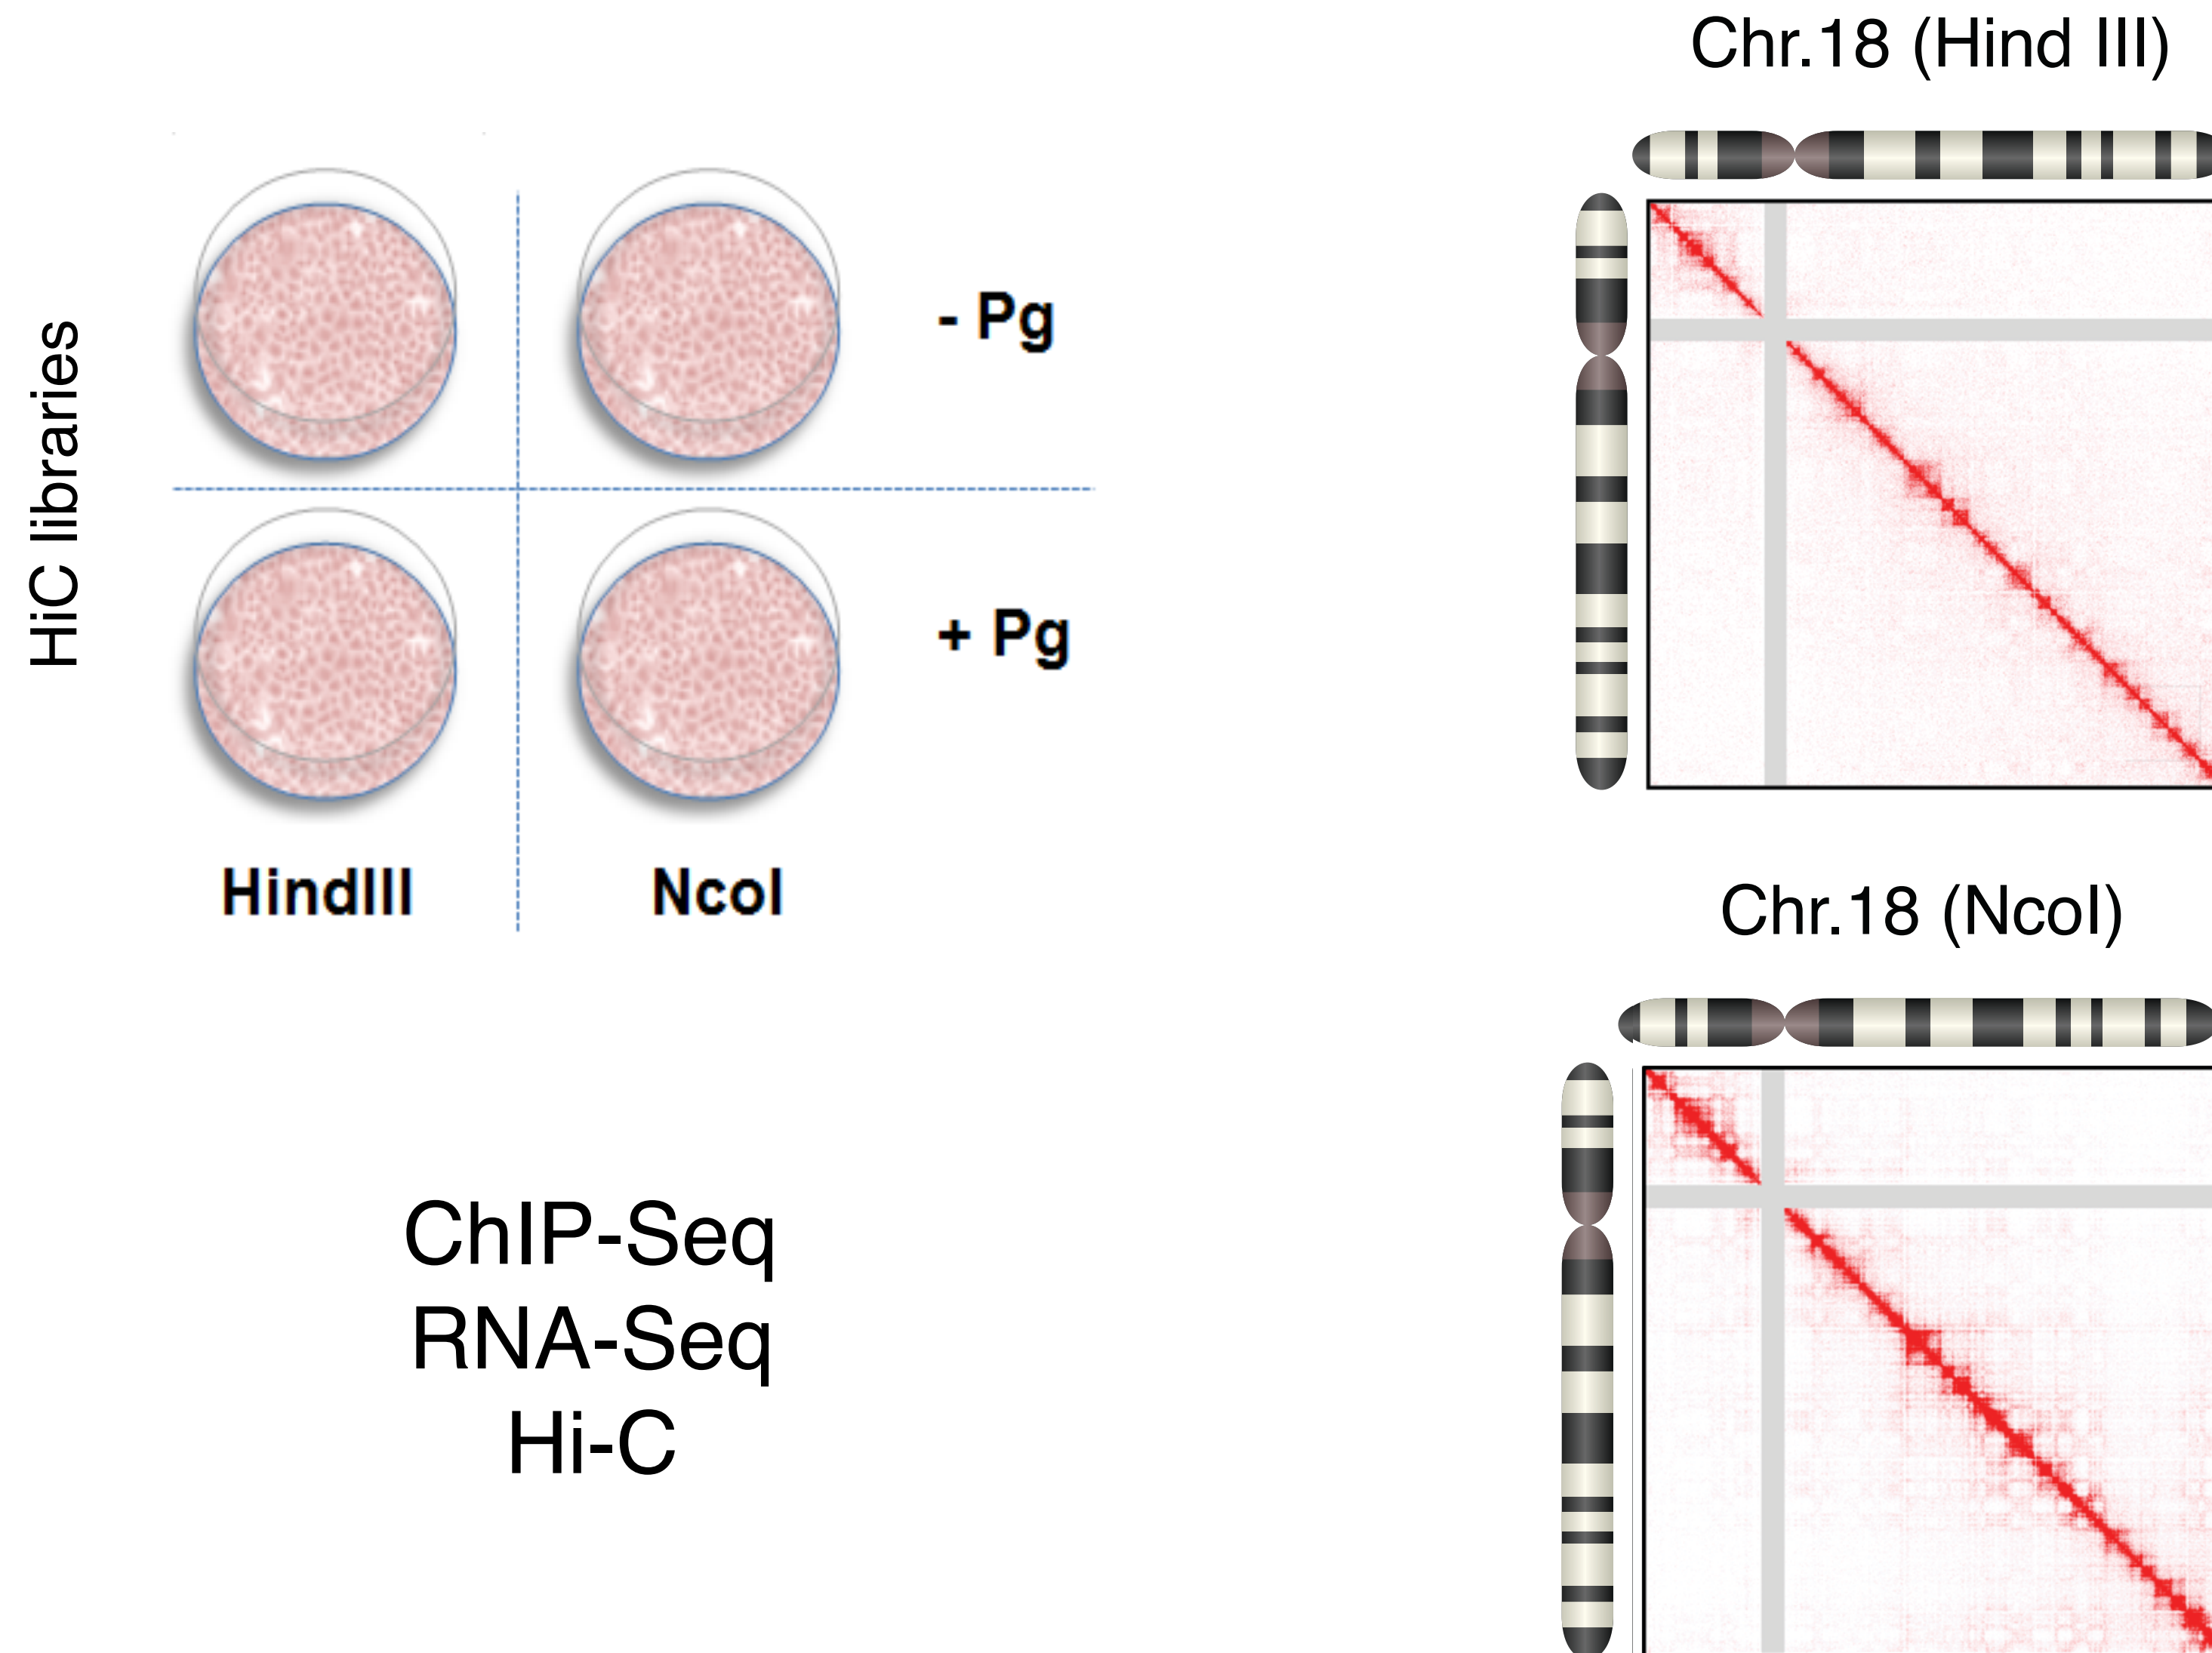 HiC libraries
- Pg
+ Pg
HindIII
NcoI
ChIP-Seq
RNA-Seq
Hi-C
Chr.18 (Hind III)
Chr.18 (NcoI)